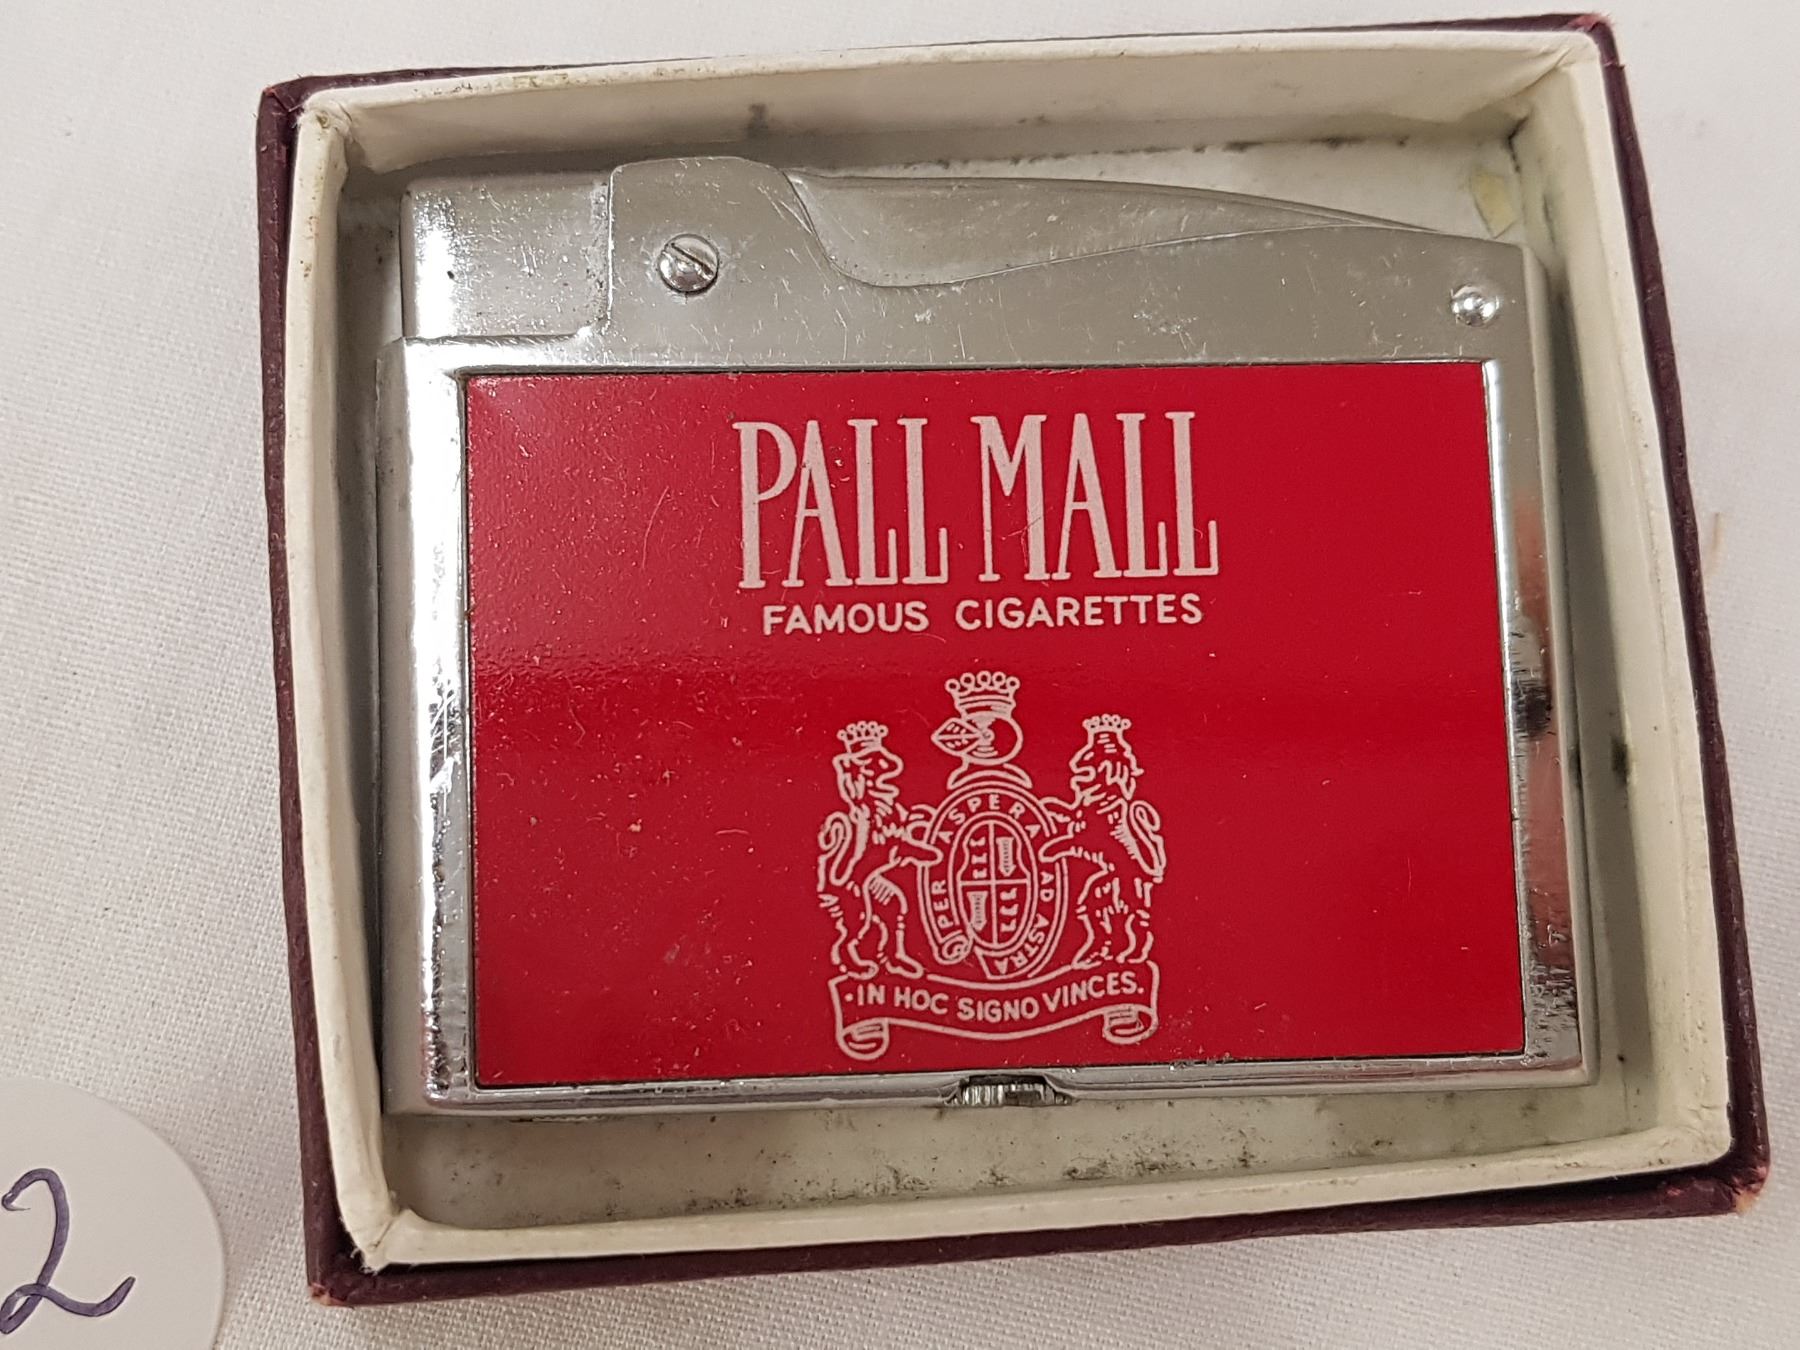 PALL MALL
FAMOUS CIGARETTES
PER ASPERA AD ASTRA
·IN HOC SIGNO VINCES.
2